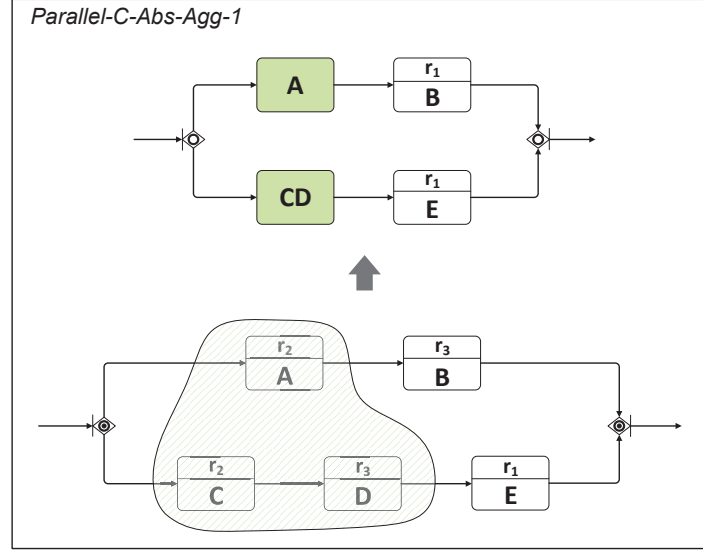 Parallel-C-Abs-Agg-1
A
r₁
B
CD
r₁
E
r₂
A
r₃
B
r₂
C
r₃
D
r₁
E